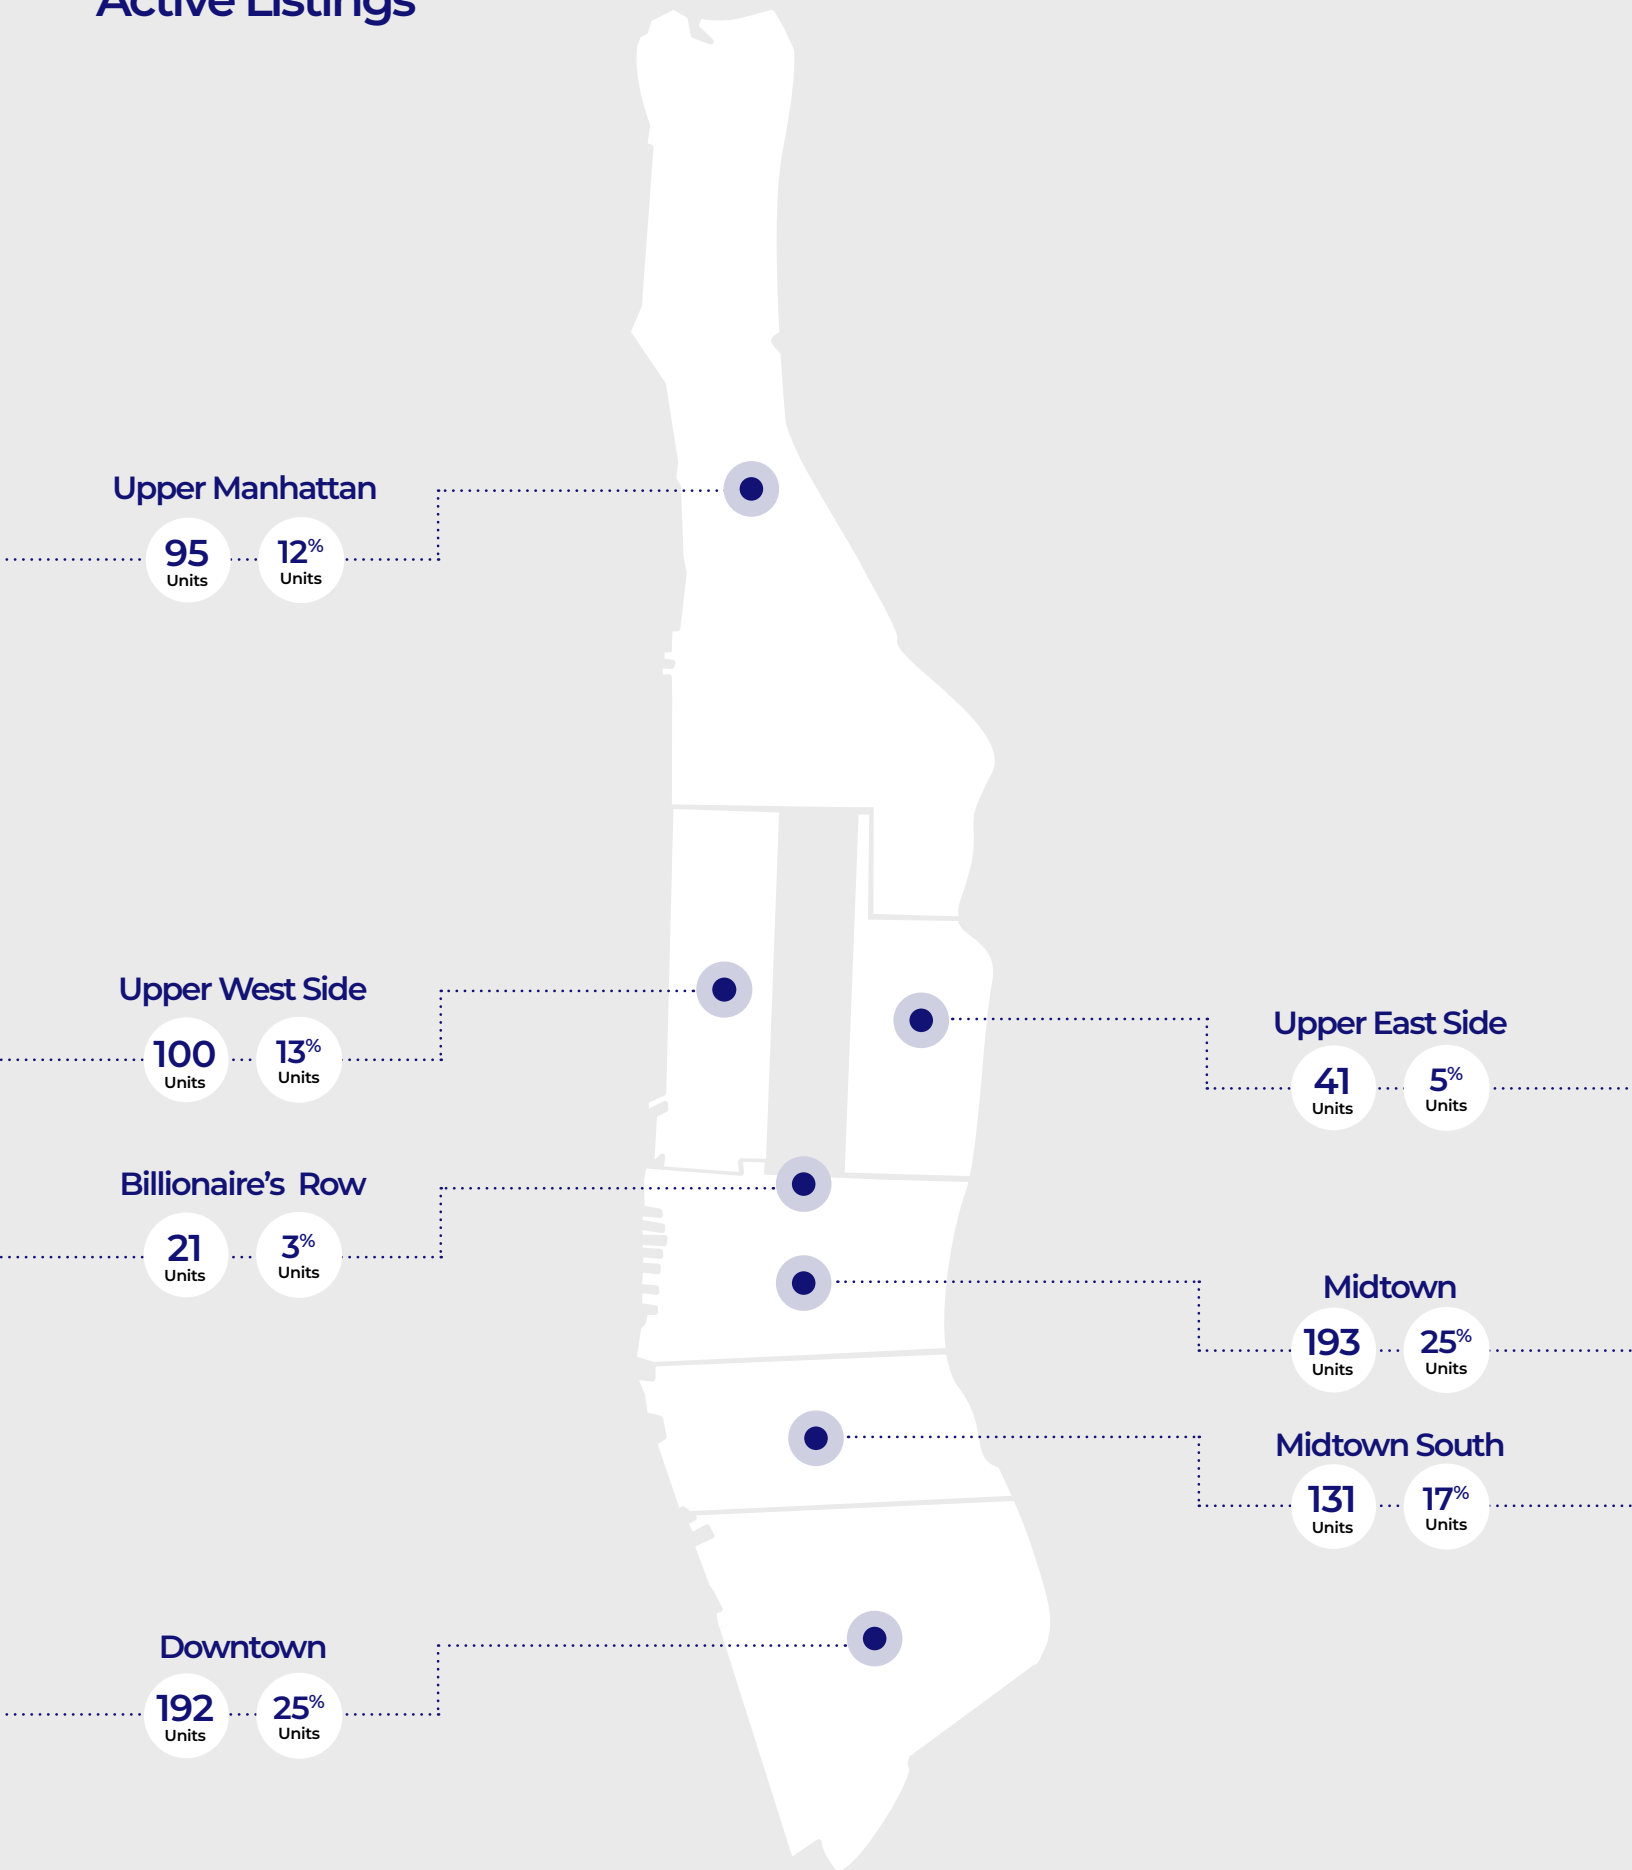 Active Listings
Upper Manhattan
95 12%
Units Units
Upper West Side
100 13%
Units Units
Upper East Side
41 5%
Units Units
Billionaire’s Row
21 3%
Units Units
Midtown
193 25%
Units Units
Midtown South
131 17%
Units Units
Downtown
192 25%
Units Units